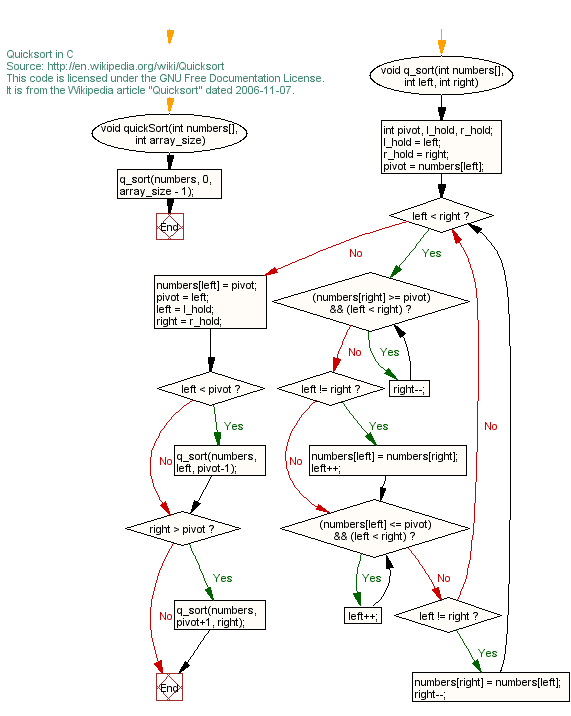 Quicksort in C
Source: http://en.wikipedia.org/wiki/Quicksort
This code is licensed under the GNU Free Documentation License.
It is from the Wikipedia article "Quicksort" dated 2006-11-07.
void quickSort(int numbers[],
int array_size)
q_sort(numbers, 0,
array_size - 1);
End
void q_sort(int numbers[],
int left, int right)
int pivot, l_hold, r_hold;
l_hold = left;
r_hold = right;
pivot = numbers[left];
left < right ?
No
Yes
numbers[left] = pivot;
pivot = left;
left = l_hold;
right = r_hold;
(numbers[right] >= pivot)
&& (left < right) ?
No
Yes
right--;
left < pivot ?
left != right ?
Yes
Yes
No
No
No
q_sort(numbers,
left, pivot-1);
numbers[left] = numbers[right];
left++;
right > pivot ?
(numbers[left] <= pivot)
&& (left < right) ?
Yes
Yes
No
No
q_sort(numbers,
pivot+1, right);
left++;
left != right ?
Yes
End
numbers[right] = numbers[left];
right--;